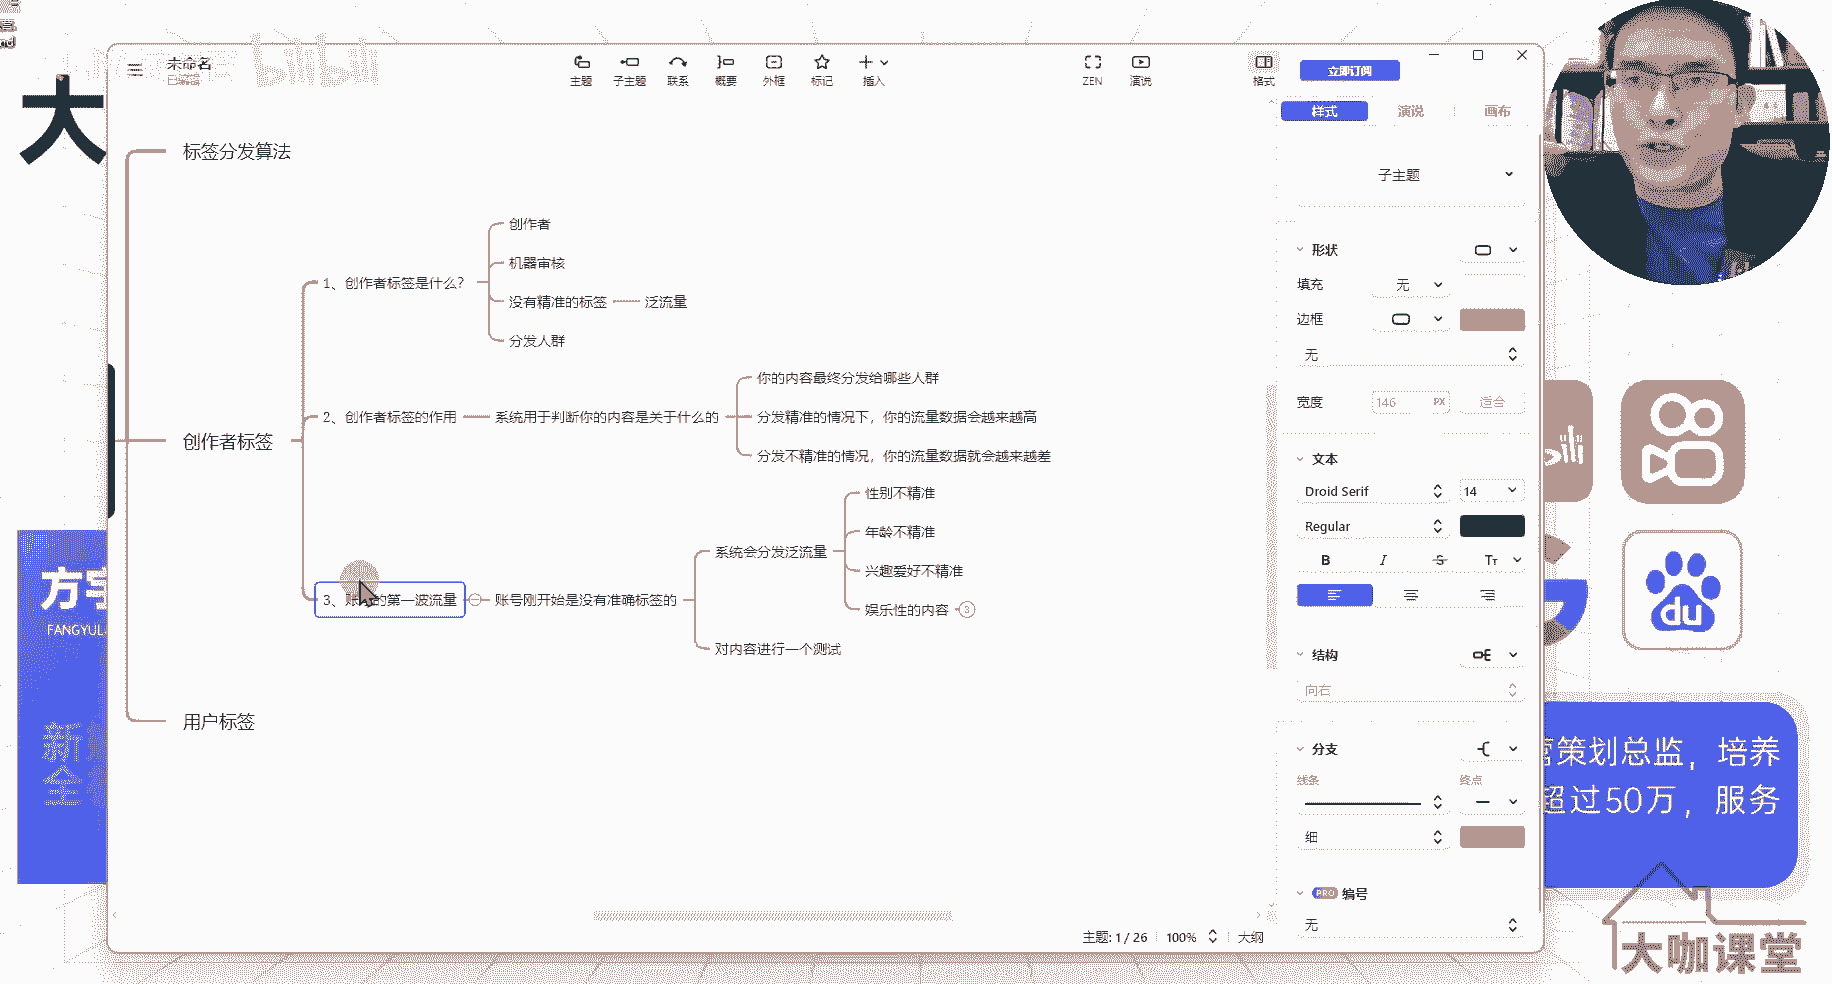 未命名
已编辑
bilibili
主题
子主题
联系
概要
外框
标记
插入
ZEN
演说
格式
立即订阅
样式
演说
画布
大
标签分发算法
创作者标签
用户标签
1、创作者标签是什么？
创作者
机器审核
没有精准的标签
泛流量
分发人群
2、创作者标签的作用
系统用于判断你的内容是关于什么的
你的内容最终分发给哪些人群
分发精准的情况下，你的流量数据会越来越高
分发不精准的情况，你的流量数据就会越来越差
的第一波流量
账号刚开始是没有准确标签的
系统会分发泛流量
性别不精准
年龄不精准
兴趣爱好不精准
娱乐性的内容
3
对内容进行一个测试
子主题
形状
填充
无
边框
无
宽度
146
PX
适合
文本
Droid Serif
14
Regular
B
I
S
Tт
结构
向右
分支
线条
终点
细
PRO
编号
无
主题: 1 / 26
100%
大纲
方
FANGYU
新
全
du
策划总监，培养
超过50万，服务
大咖课堂